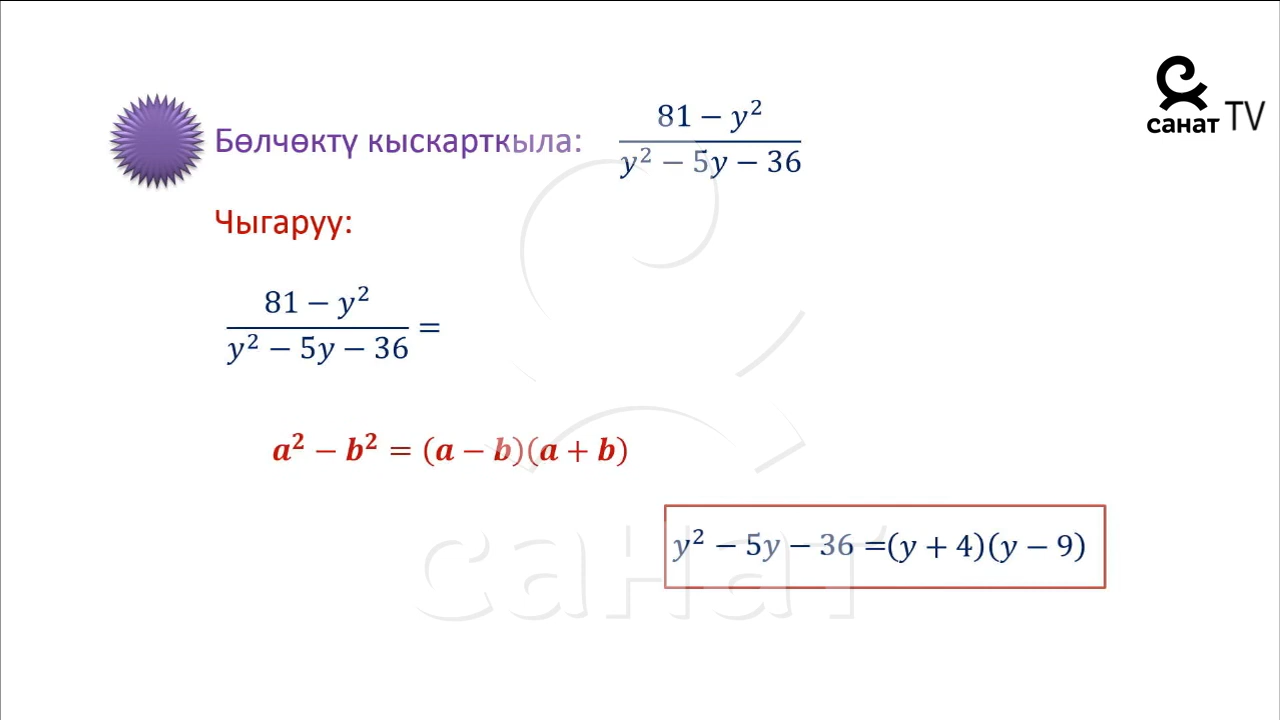 санат TV
Бөлчөктү кыскарткыла: (81 − y²)/(y² − 5y − 36)
Чыгаруу:
(81 − y²)/(y² − 5y − 36) =
a² − b² = (a − b)(a + b)
y² − 5y − 36 =(y + 4)(y − 9)
санат